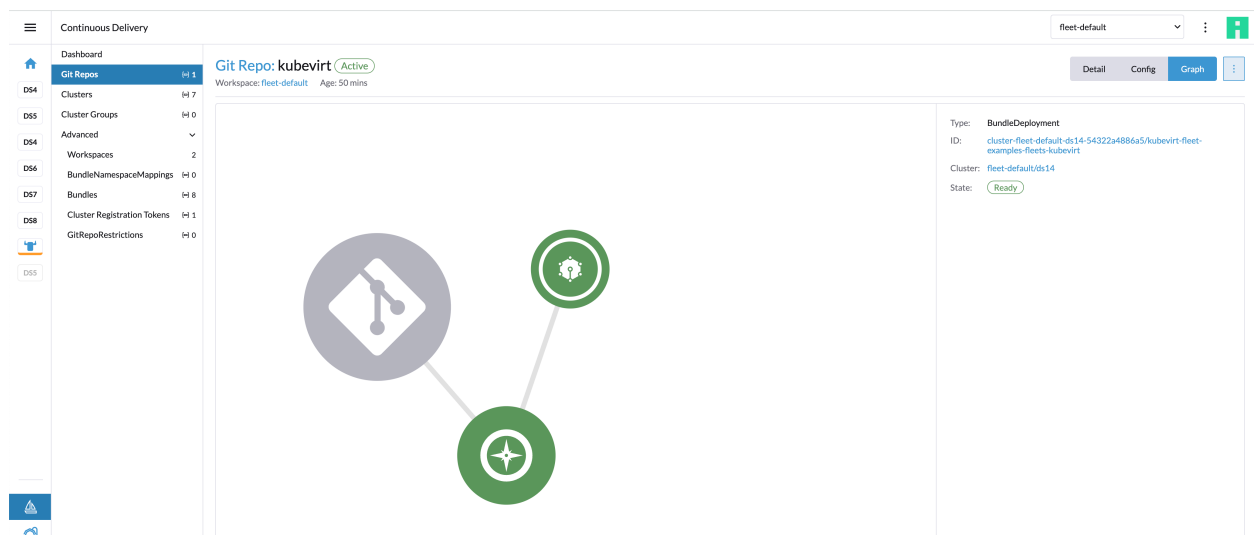 Continuous Delivery
fleet-default
Dashboard
Git Repos 1
Clusters 7
Cluster Groups 0
Advanced
Workspaces 2
BundleNamespaceMappings 0
Bundles 8
Cluster Registration Tokens 1
GitRepoRestrictions 0
DS4
DS5
DS4
DS6
DS7
DS8
DS5
Git Repo: kubevirt Active
Workspace: fleet-default Age: 50 mins
Detail Config Graph
Type: BundleDeployment
ID: cluster-fleet-default-ds14-54322a4886a5/kubevirt-fleet-
examples-fleets-kubevirt
Cluster: fleet-default/ds14
State: Ready